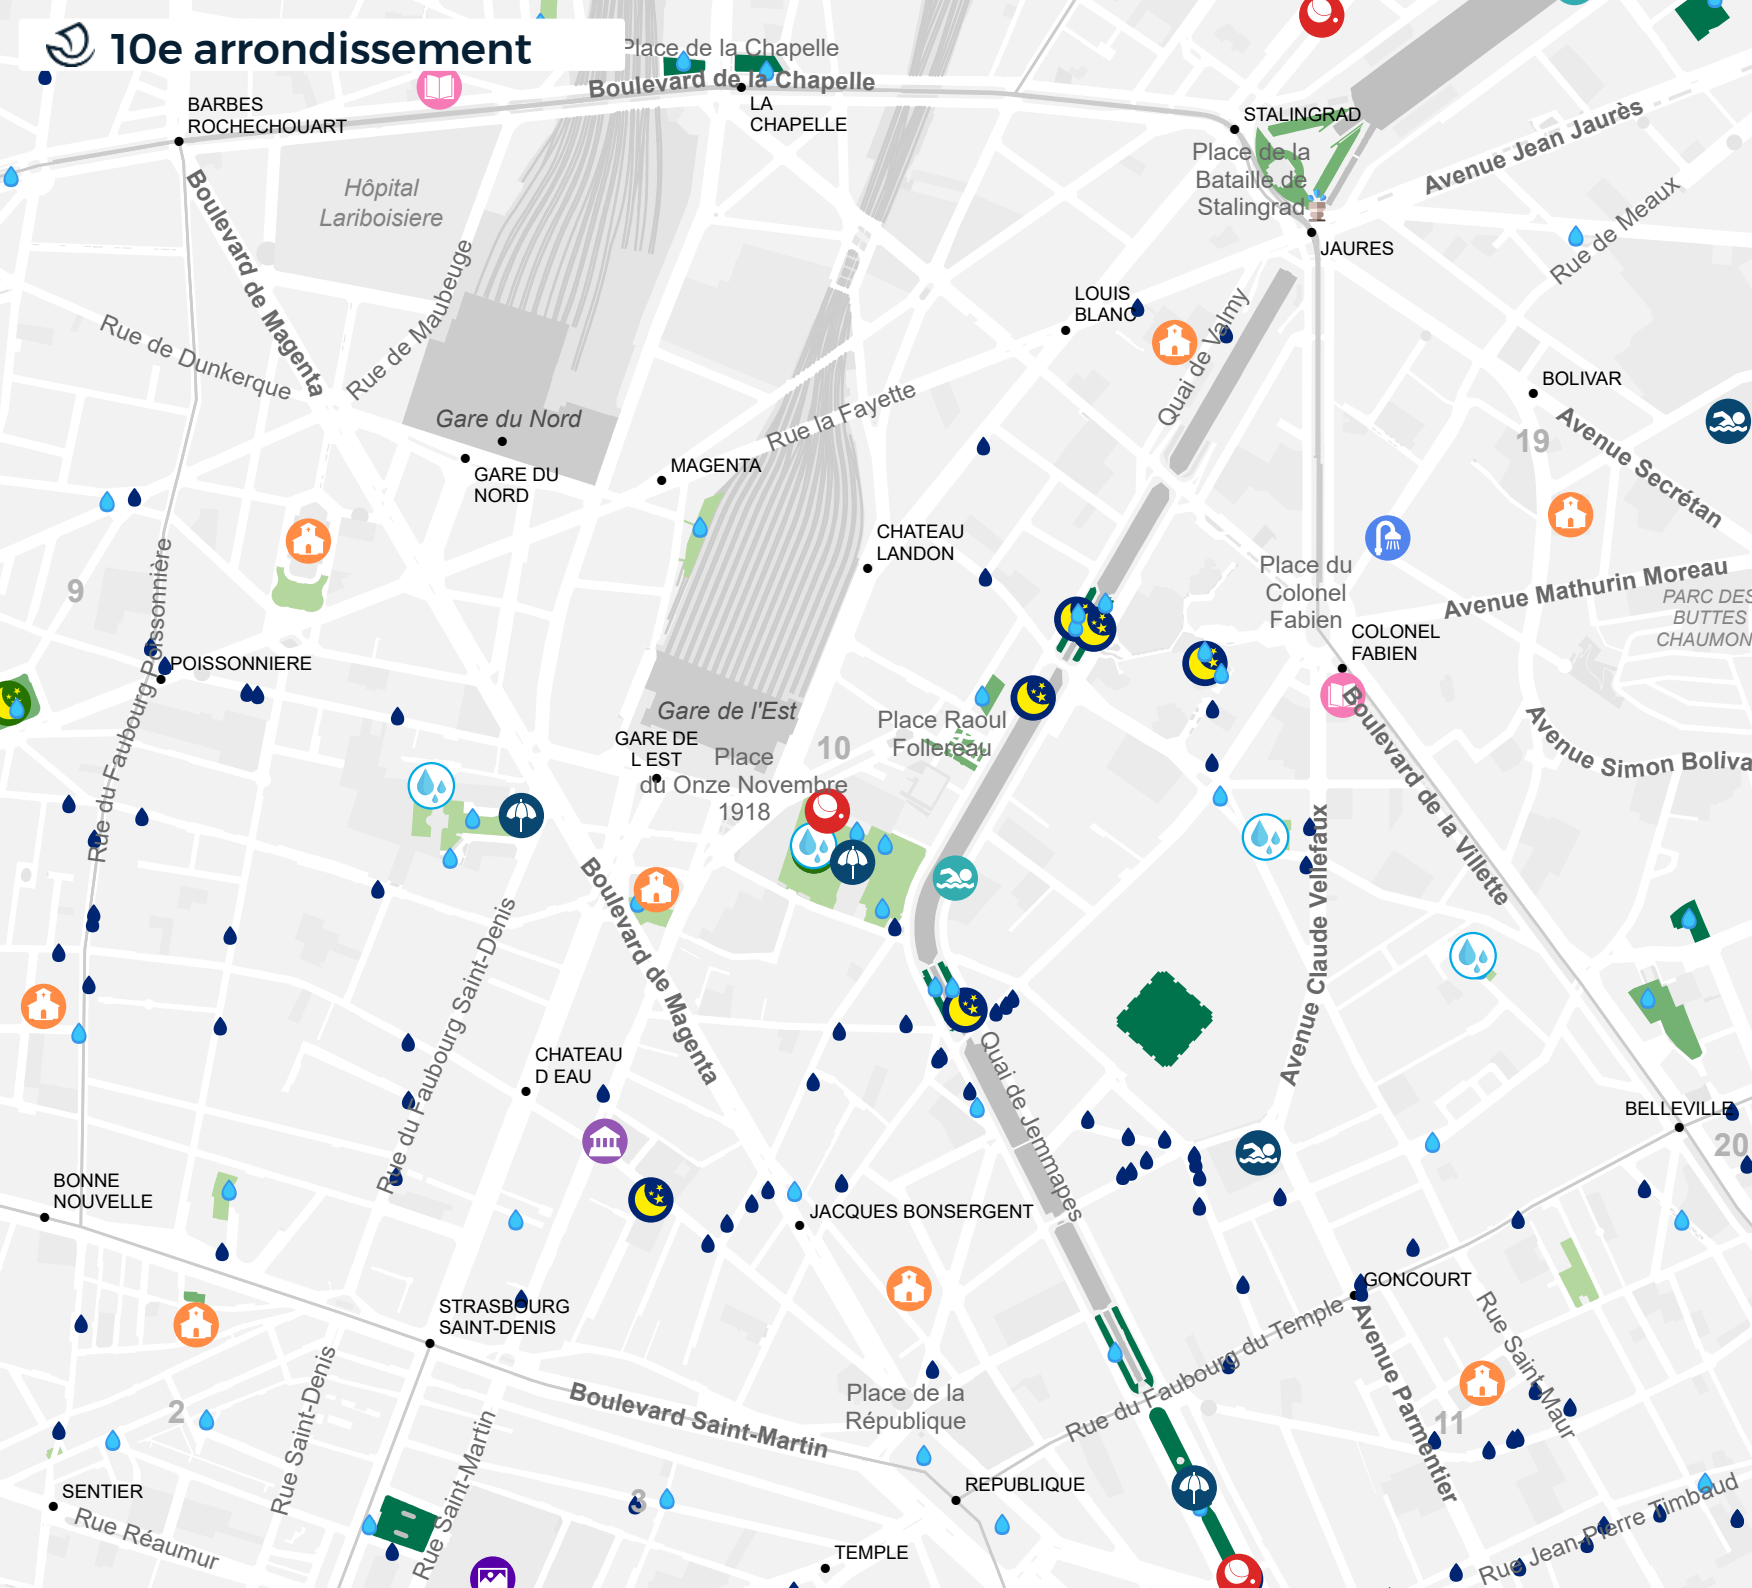 10e arrondissement
Place de la Chapelle
Boulevard de la Chapelle
LA
CHAPELLE
BARBES
ROCHECHOUART
STALINGRAD
Place de la
Bataille de
Stalingrad
Avenue Jean Jaurès
Rue de Meaux
JAURES
Hôpital
Lariboisiere
Boulevard de Magenta
Rue de Maubeuge
Rue de Dunkerque
LOUIS
BLANC
Quai de Valmy
BOLIVAR
Avenue Secrétan
19
Gare du Nord
GARE DU
NORD
MAGENTA
Rue la Fayette
CHATEAU
LANDON
Place du
Colonel
Fabien
COLONEL
FABIEN
Avenue Mathurin Moreau
PARC DES
BUTTES
CHAUMON
9
Rue du Faubourg Poissonnière
POISSONNIERE
Gare de l'Est
GARE DE
L EST
Place
du Onze Novembre
1918
10
Place Raoul
Follereau
Avenue Simon Boliva
Boulevard de la Villette
Avenue Claude Vellefaux
Boulevard de Magenta
Rue du Faubourg Saint-Denis
Quai de Jemmapes
CHATEAU
D EAU
BELLEVILLE
20
BONNE
NOUVELLE
JACQUES BONSERGENT
GONCOURT
STRASBOURG
SAINT-DENIS
Rue du Faubourg du Temple
Avenue Parmentier
Rue Saint-Maur
11
Place de la
République
Boulevard Saint-Martin
2
Rue Saint-Denis
Rue Saint-Martin
SENTIER
Rue Réaumur
3
REPUBLIQUE
TEMPLE
Rue Jean-Pierre Timbaud